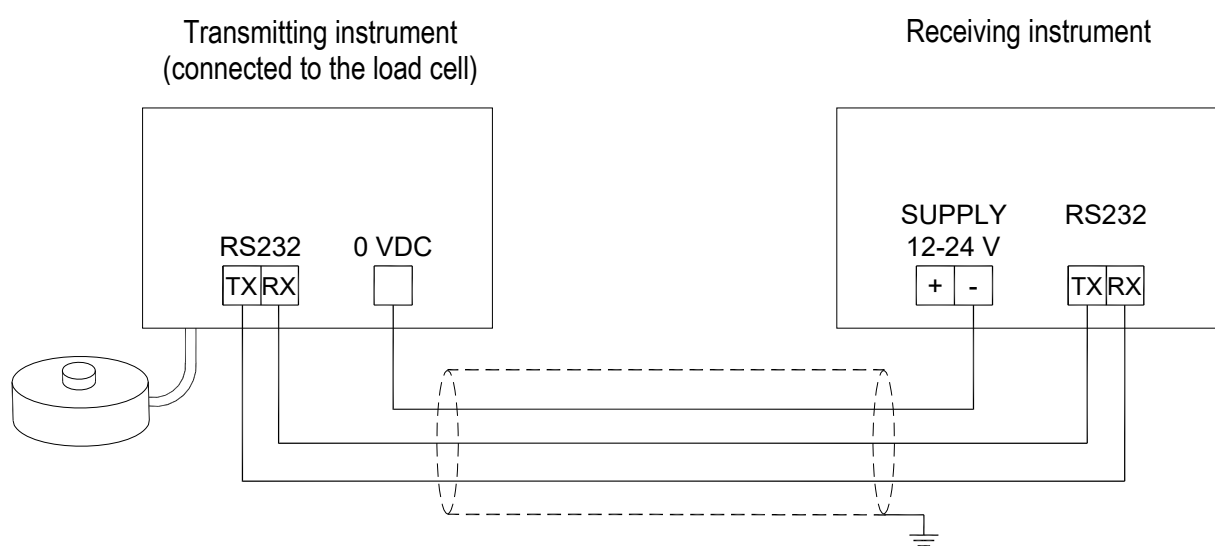 Transmitting instrument
(connected to the load cell)
Receiving instrument
RS232
0 VDC
TX RX
SUPPLY
12-24 V
RS232
+ -
TX RX